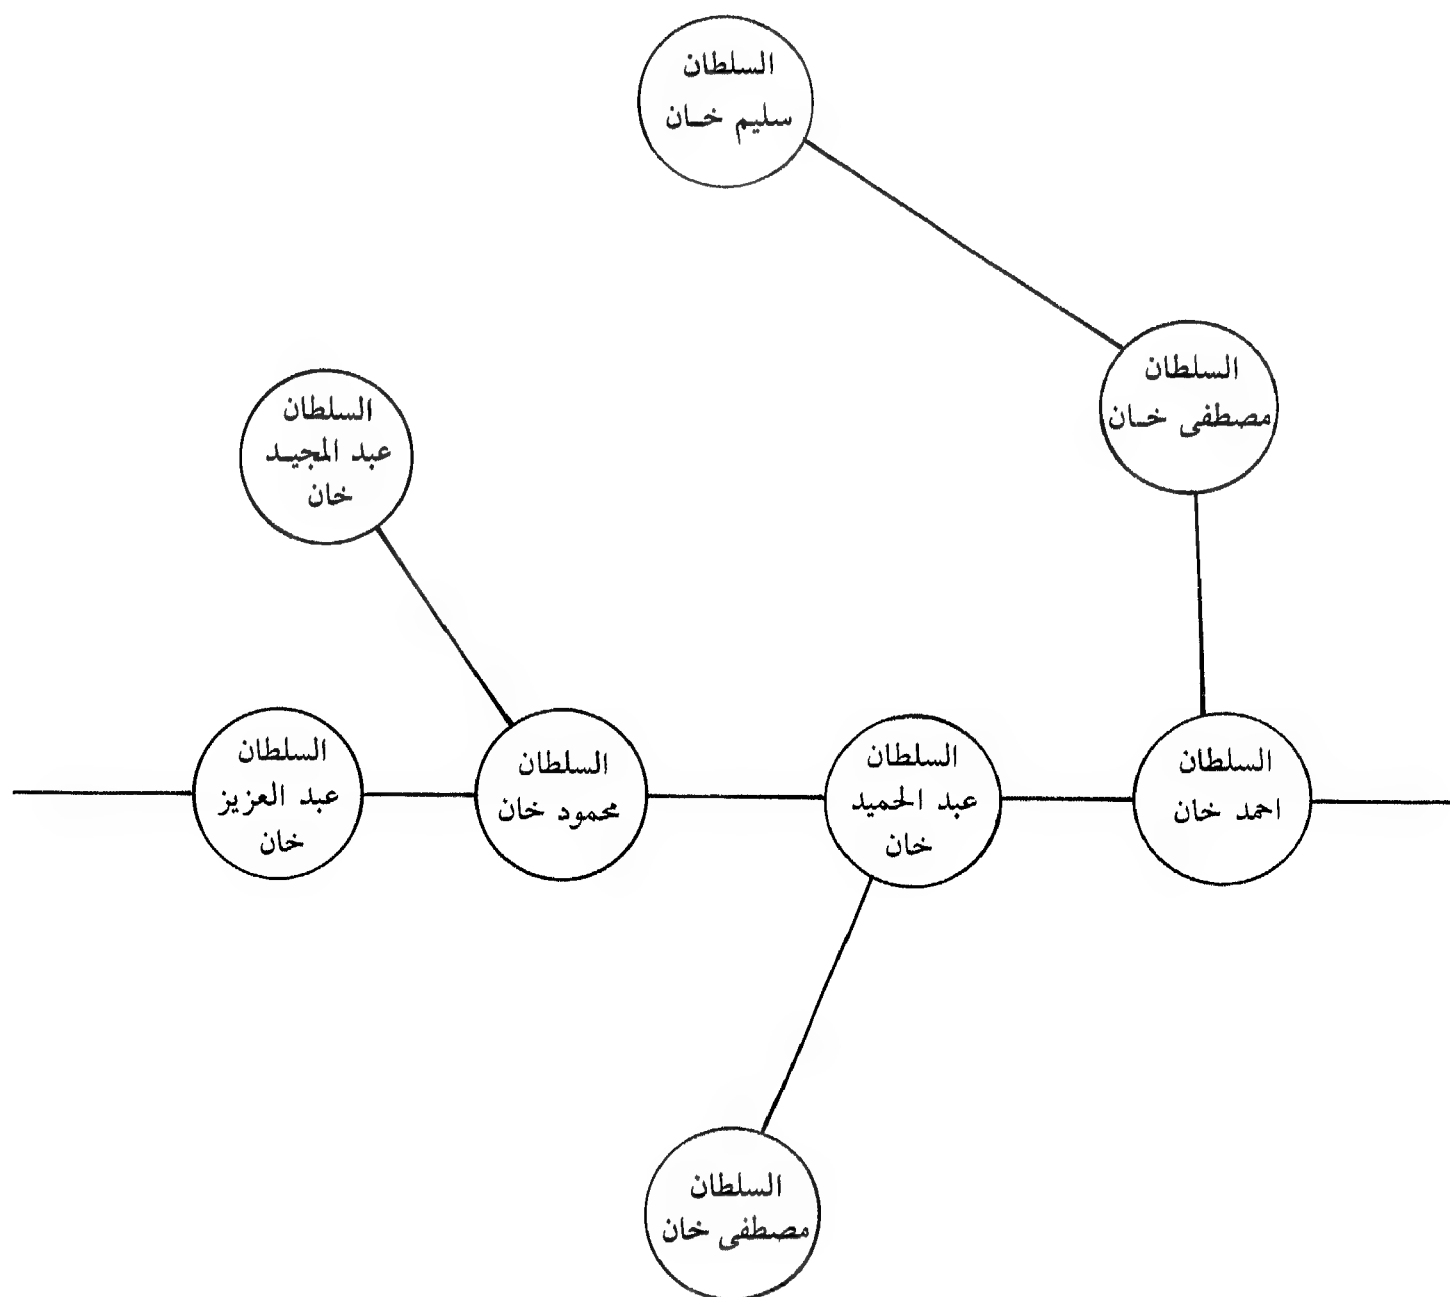 السلطان
سليم خان
السلطان
مصطفى خان
السلطان
عبد المجيد
خان
السلطان
احمد خان
السلطان
عبد الحميد
خان
السلطان
محمود خان
السلطان
عبد العزيز
خان
السلطان
مصطفى خان